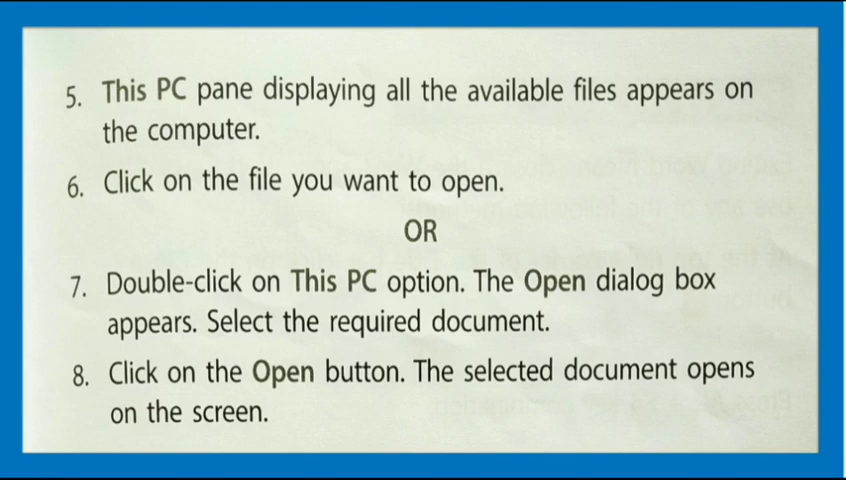 5. This PC pane displaying all the available files appears on
the computer.
6. Click on the file you want to open.
OR
7. Double-click on This PC option. The Open dialog box
appears. Select the required document.
8. Click on the Open button. The selected document opens
on the screen.